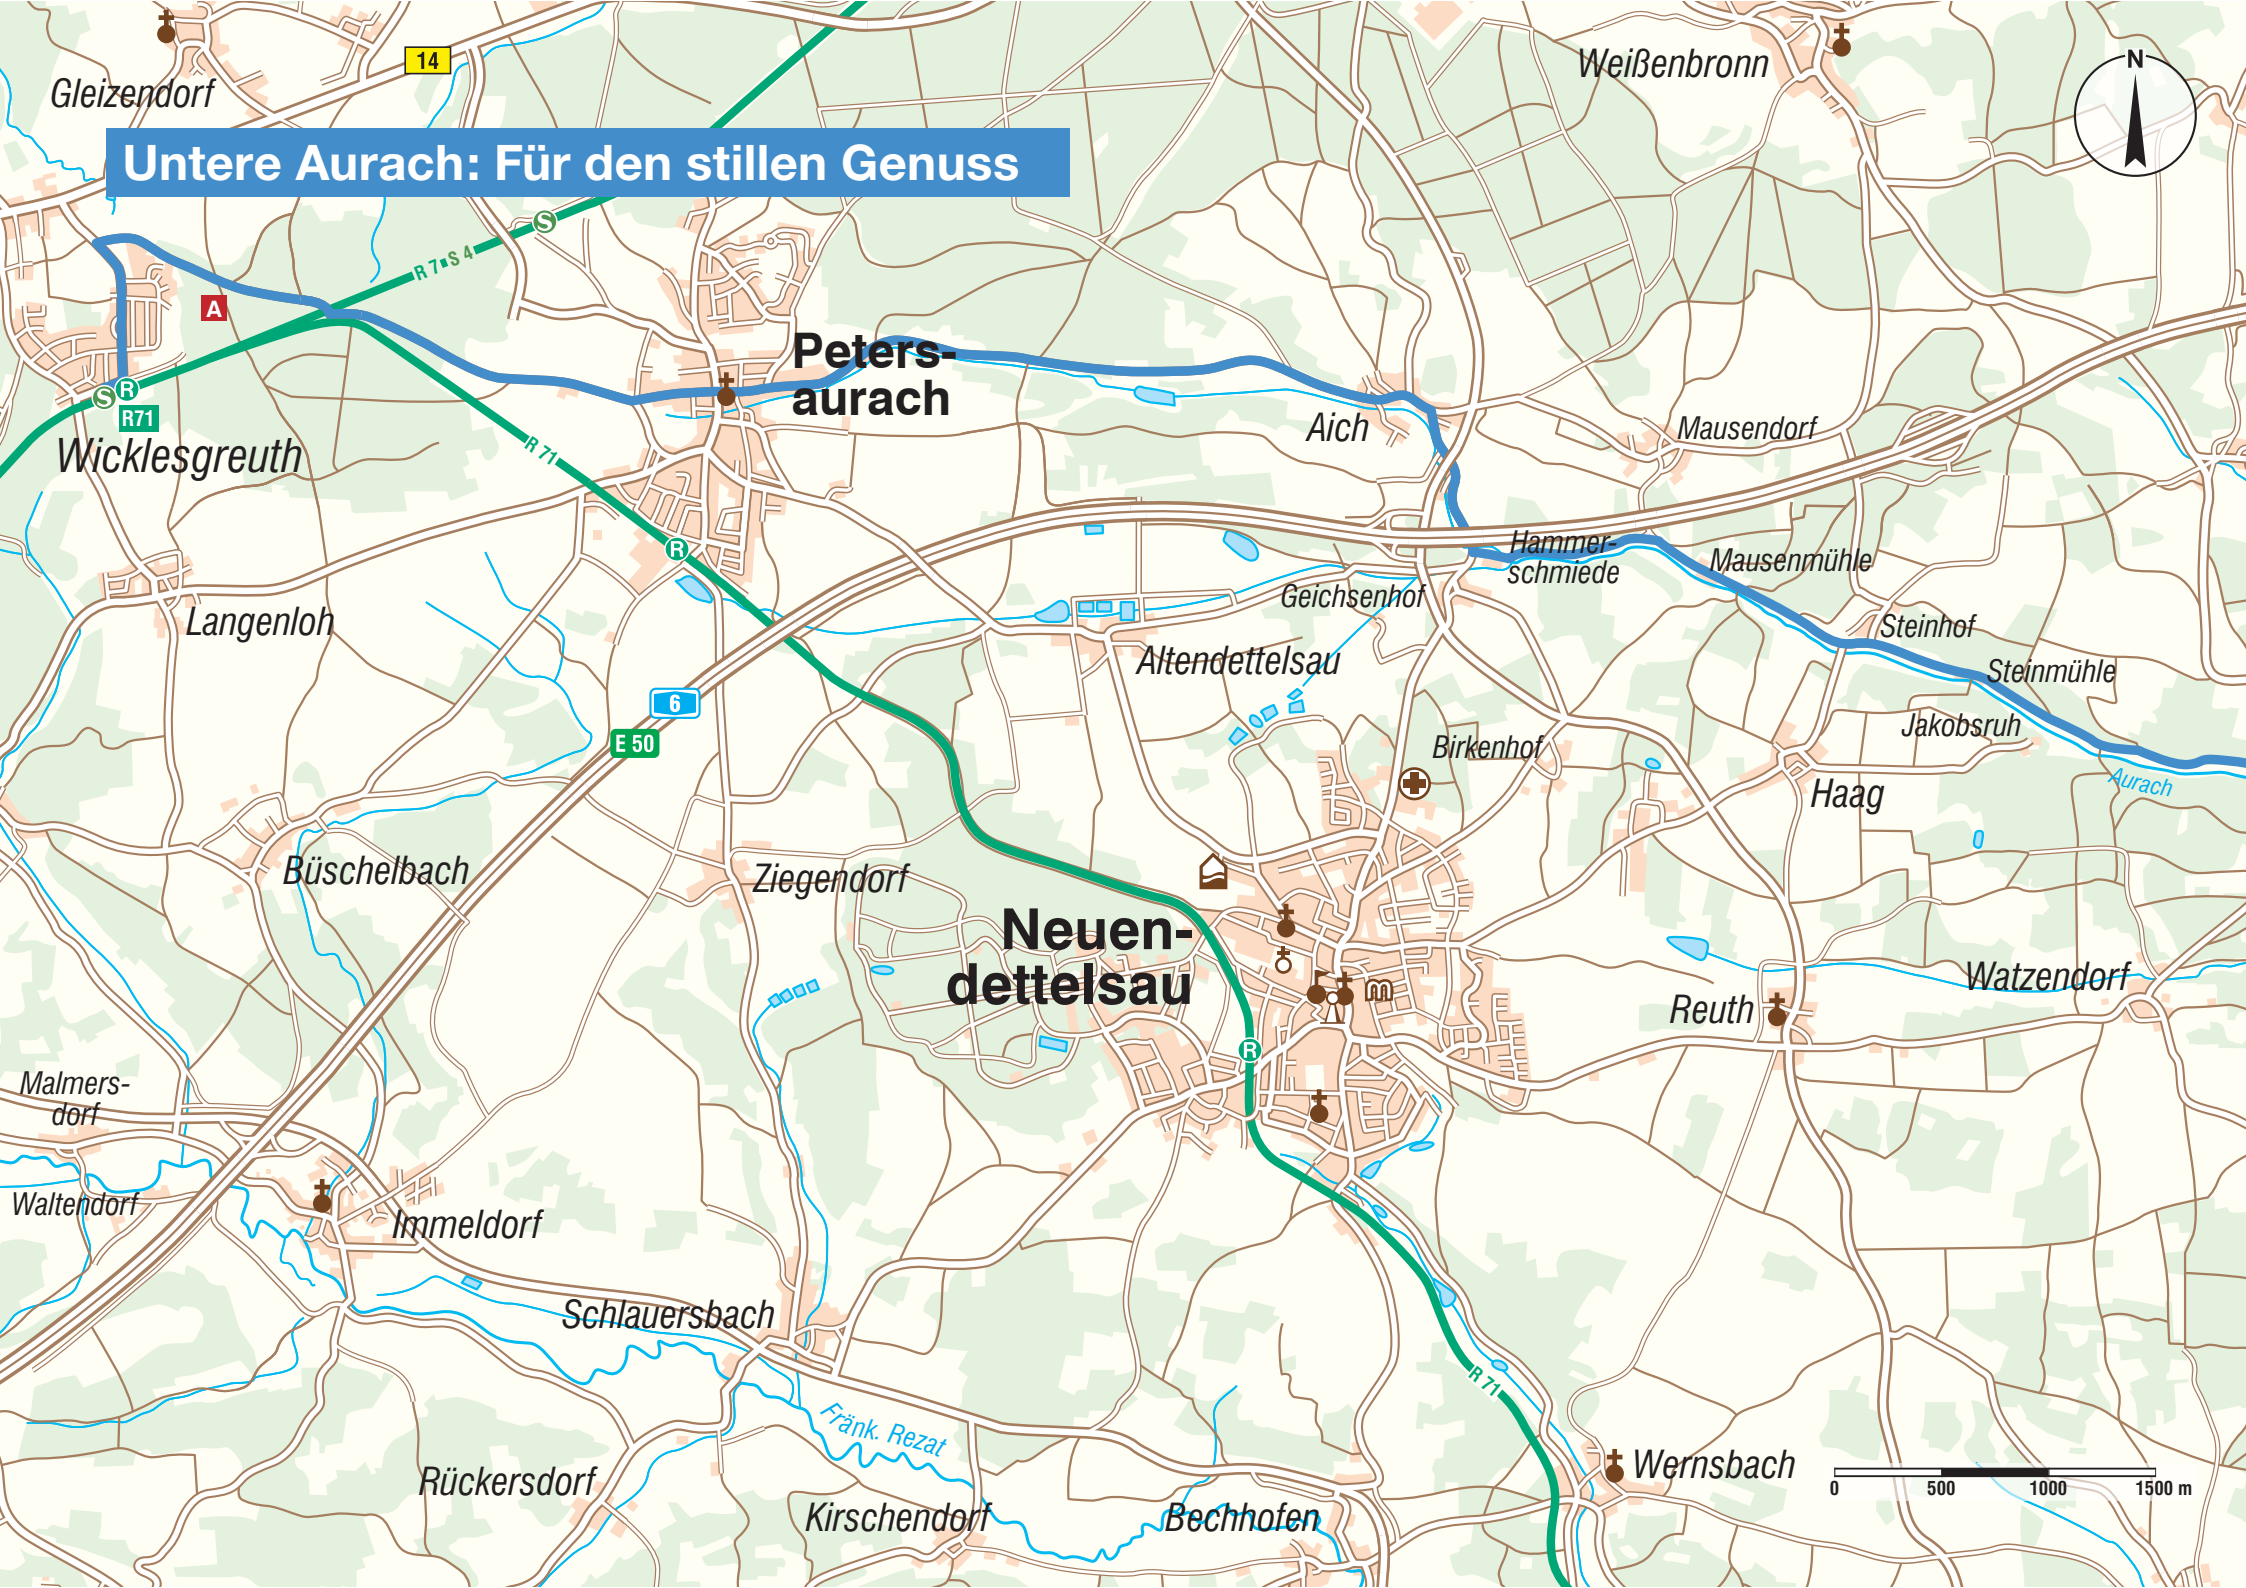 14
Weißenbronn
N
Gleizendorf
Untere Aurach: Für den stillen Genuss
S
R 7 S 4
A
Peters-
aurach
S
R
R71
Aich
Mausendorf
Wicklesgreuth
R 71
R
Hammer-
schmiede
Mausenmühle
Geichsenhof
Langenloh
Steinhof
Altendettelsau
Steinmühle
6
Jakobsruh
E 50
Birkenhof
Aurach
Haag
Büschelbach
Ziegendorf
Neuen-
dettelsau
Watzendorf
Reuth
m
R
Malmers-
dorf
Waltendorf
Immeldorf
Schlauersbach
R 71
Fränk. Rezat
Rückersdorf
Wernsbach
Kirschendorf
Bechhofen
0 500 1000 1500 m